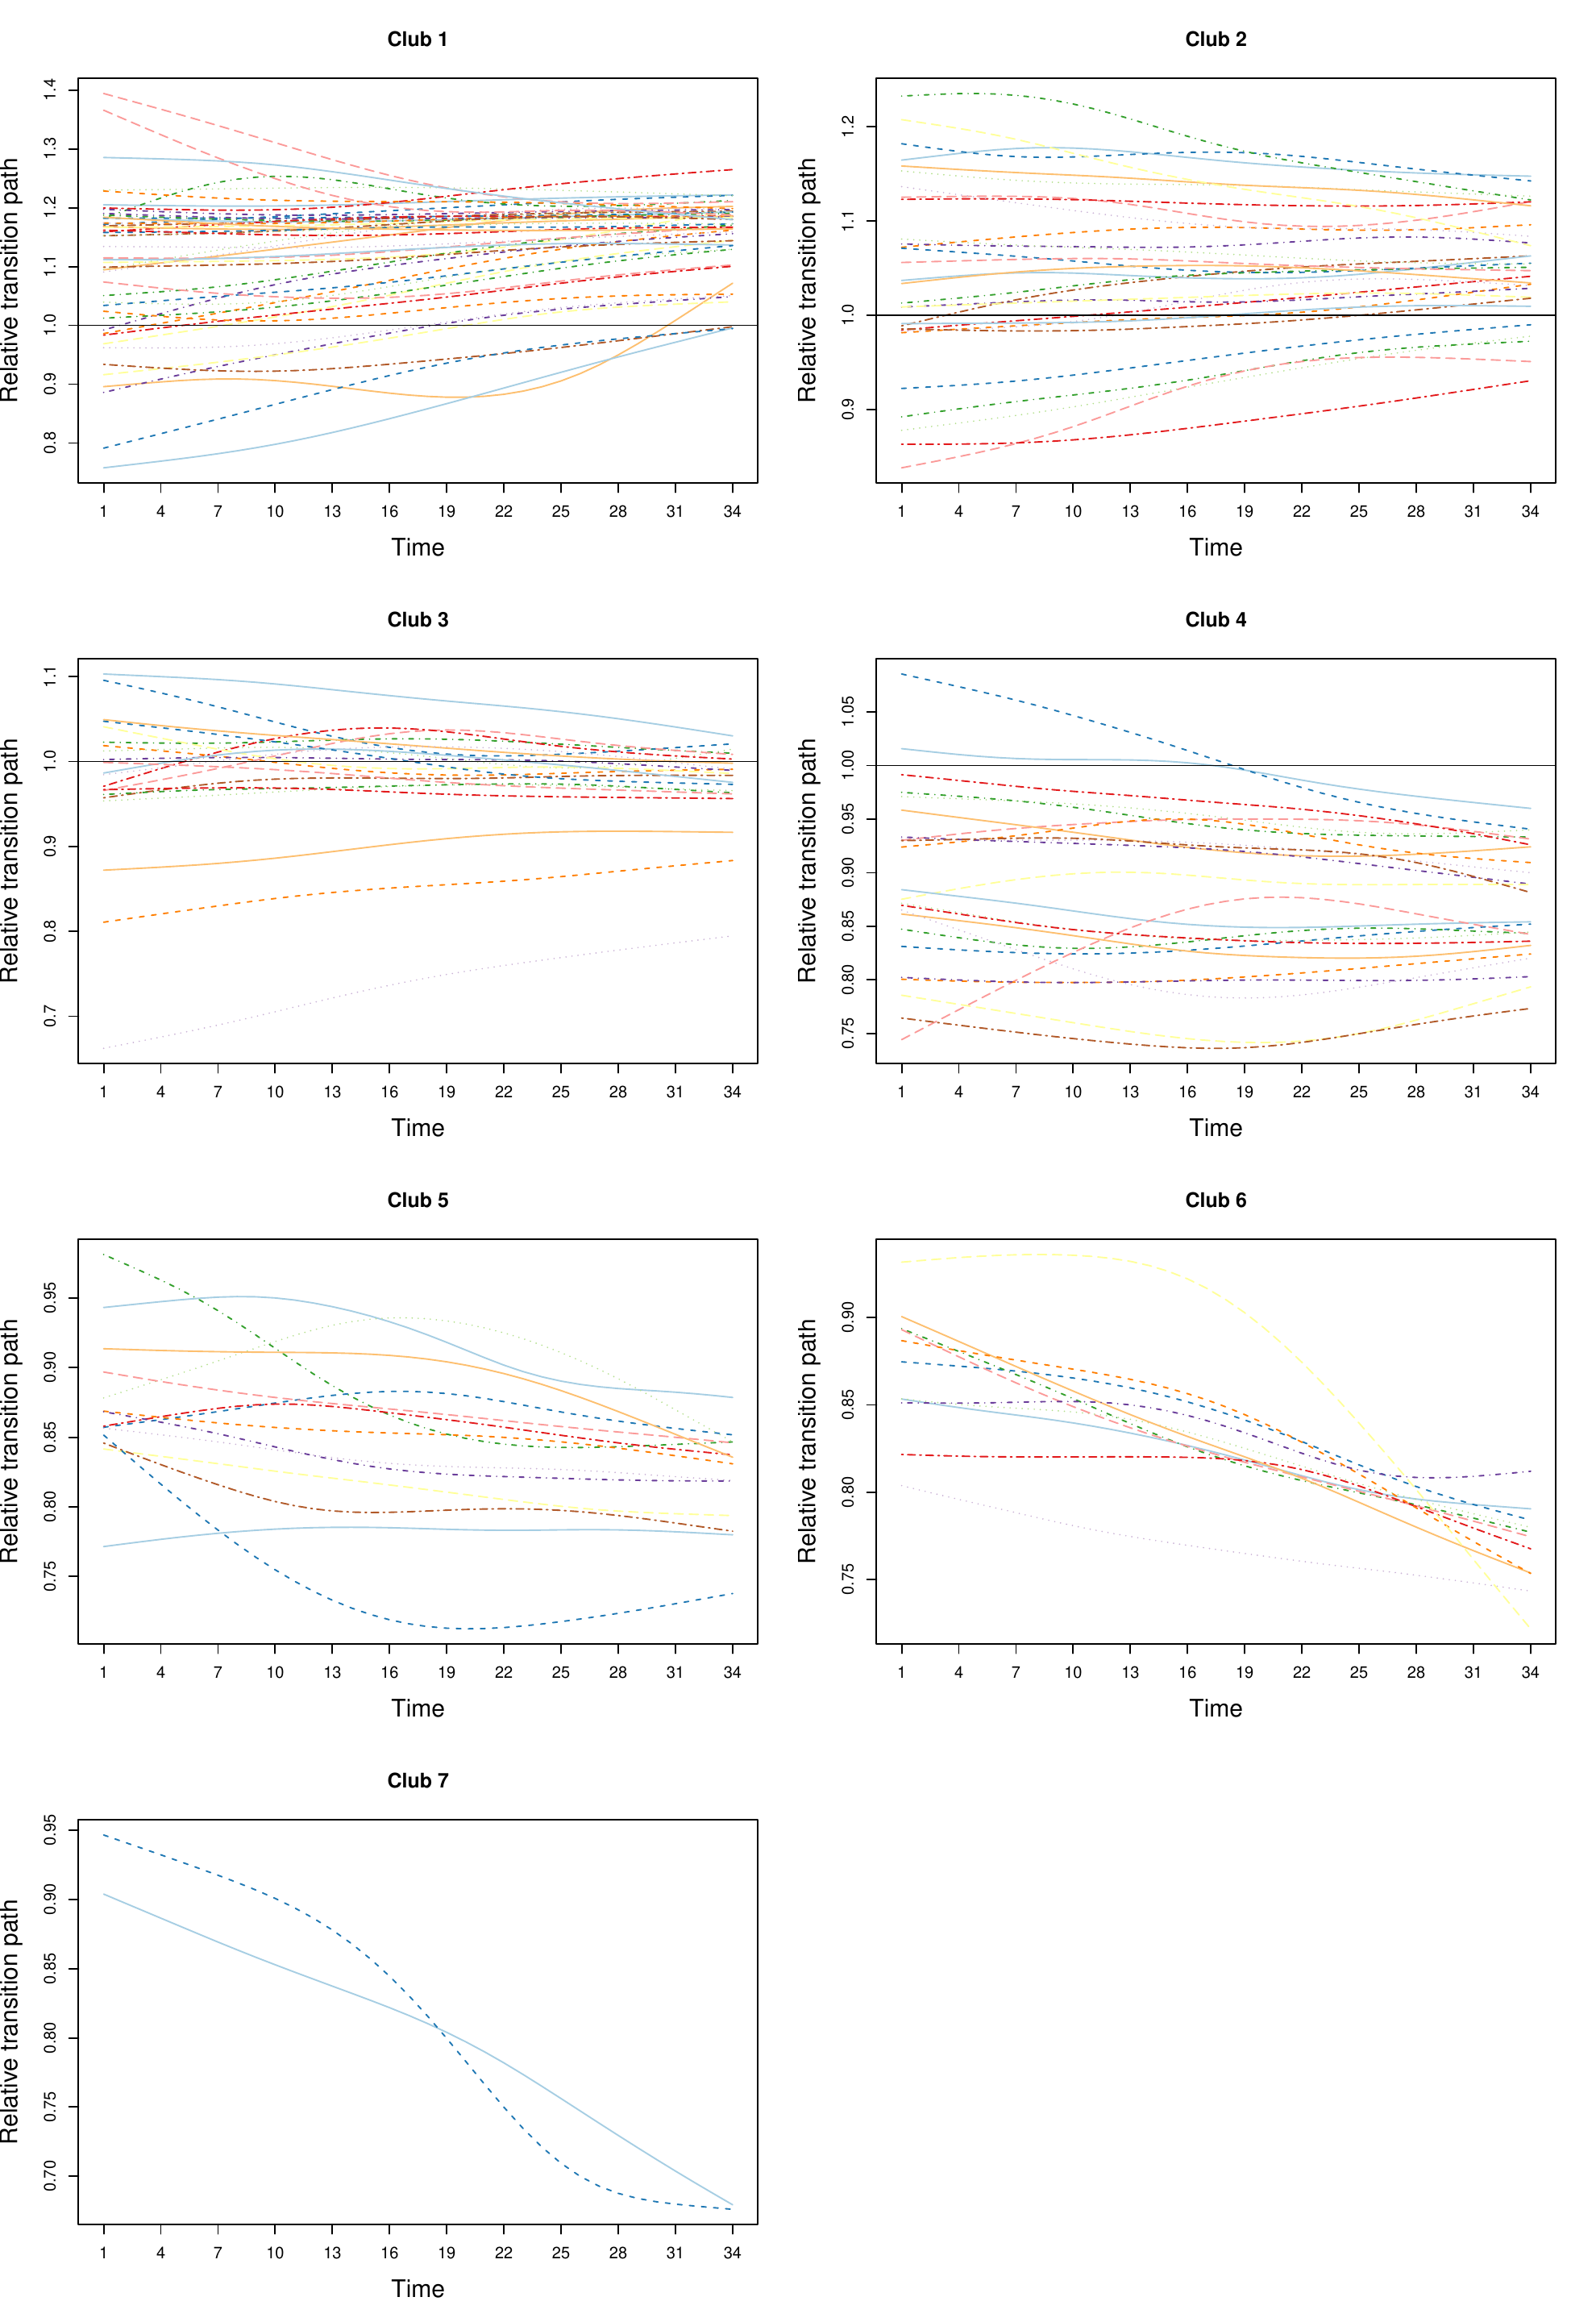 Club 1
Relative transition path
1.4
1.3
1.2
1.1
1.0
0.9
0.8
1 4 7 10 13 16 19 22 25 28 31 34
Time
Club 2
Relative transition path
1.2
1.1
1.0
0.9
1 4 7 10 13 16 19 22 25 28 31 34
Time
Club 3
Relative transition path
1.1
1.0
0.9
0.8
0.7
1 4 7 10 13 16 19 22 25 28 31 34
Time
Club 4
Relative transition path
1.05
1.00
0.95
0.90
0.85
0.80
0.75
1 4 7 10 13 16 19 22 25 28 31 34
Time
Club 5
Relative transition path
0.95
0.90
0.85
0.80
0.75
1 4 7 10 13 16 19 22 25 28 31 34
Time
Club 6
Relative transition path
0.90
0.85
0.80
0.75
1 4 7 10 13 16 19 22 25 28 31 34
Time
Club 7
Relative transition path
0.95
0.90
0.85
0.80
0.75
0.70
1 4 7 10 13 16 19 22 25 28 31 34
Time